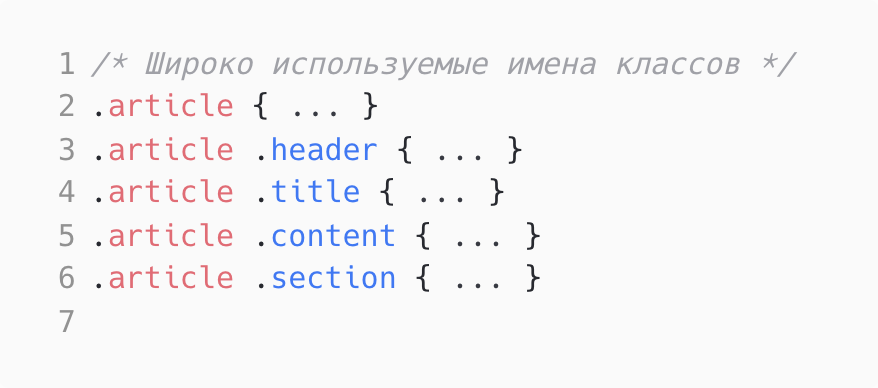 1 /* Широко используемые имена классов */
2 .article { ... }
3 .article .header { ... }
4 .article .title { ... }
5 .article .content { ... }
6 .article .section { ... }
7